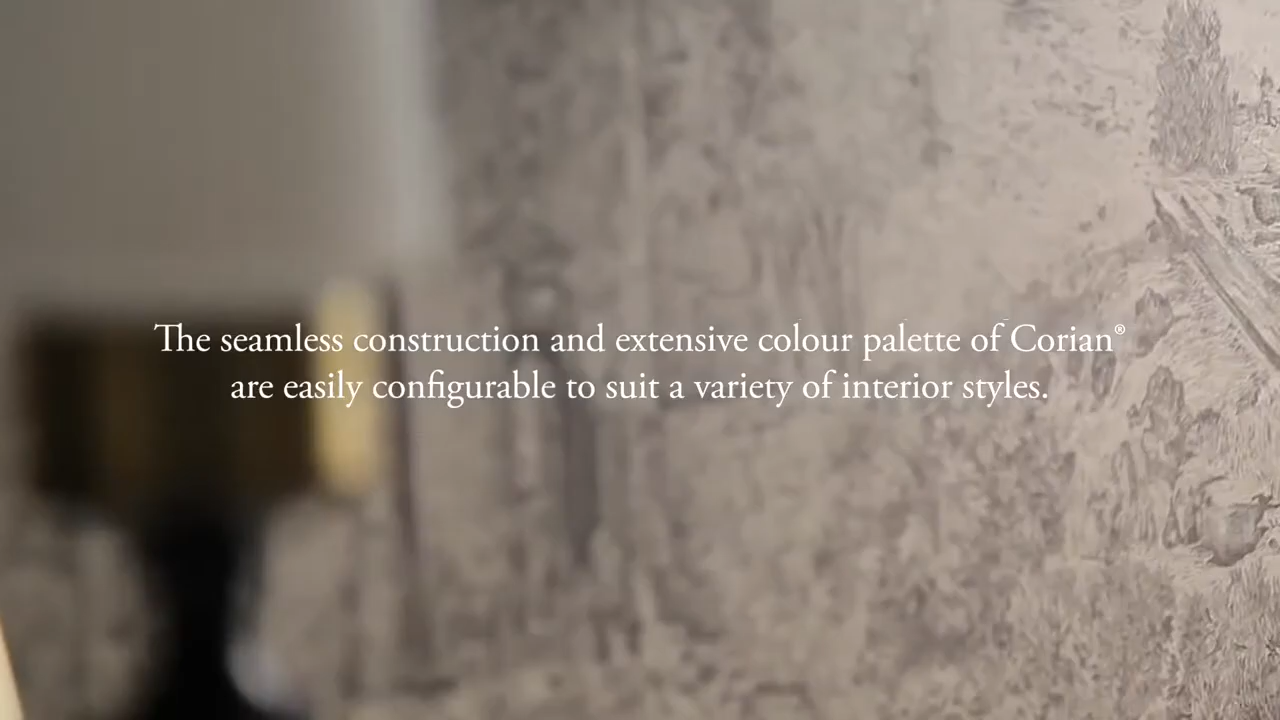 The seamless construction and extensive colour palette of Corian®
are easily configurable to suit a variety of interior styles.